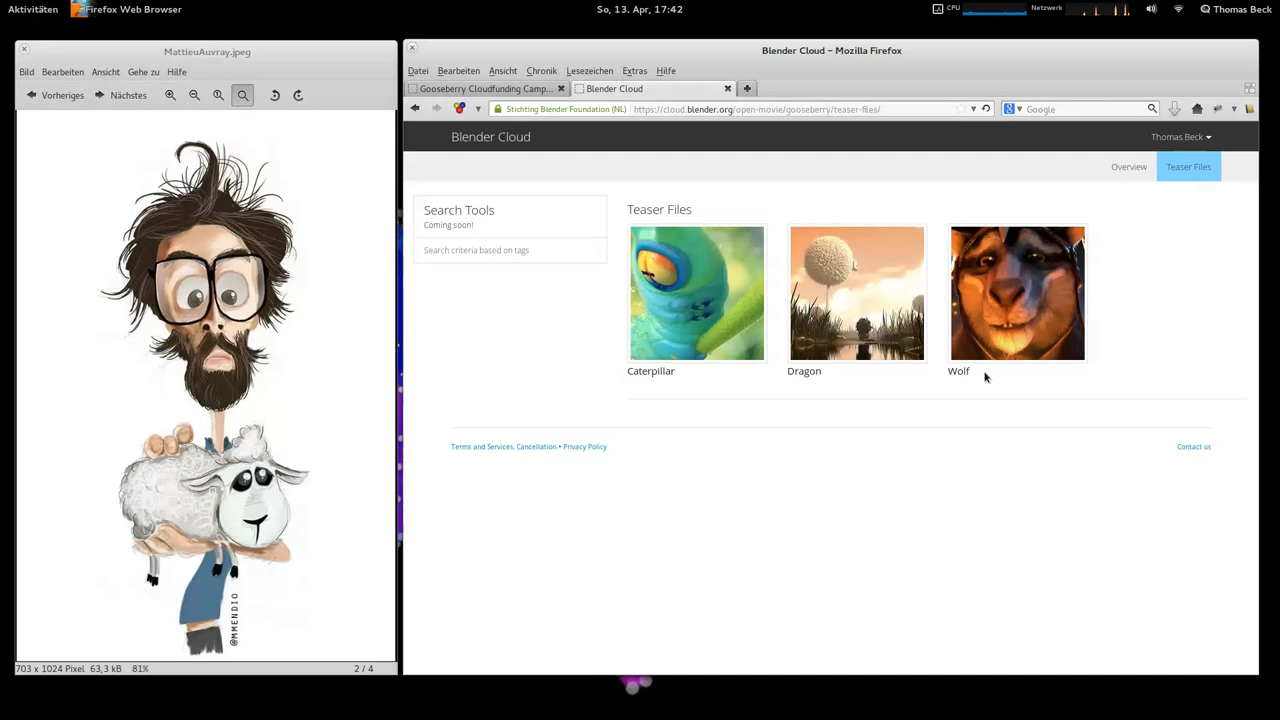 Aktivitäten
Firefox Web Browser
So, 13. Apr, 17:42
CPU
Netzwerk
Thomas Beck
MattieuAuvray.jpeg
Bild Bearbeiten Ansicht Gehe zu Hilfe
Vorheriges Nächstes
@MMENDIO
703 x 1024 Pixel 63,3 kB 81%
2 / 4
Blender Cloud – Mozilla Firefox
Datei Bearbeiten Ansicht Chronik Lesezeichen Extras Hilfe
Gooseberry Cloudfunding Camp...
Blender Cloud
Stichting Blender Foundation (NL)
https://cloud.blender.org/open-movie/gooseberry/teaser-files/
Google
Blender Cloud
Thomas Beck
Overview
Teaser Files
Search Tools
Coming soon!
Search criteria based on tags
Teaser Files
Caterpillar
Dragon
Wolf
Terms and Services, Cancellation • Privacy Policy
Contact us